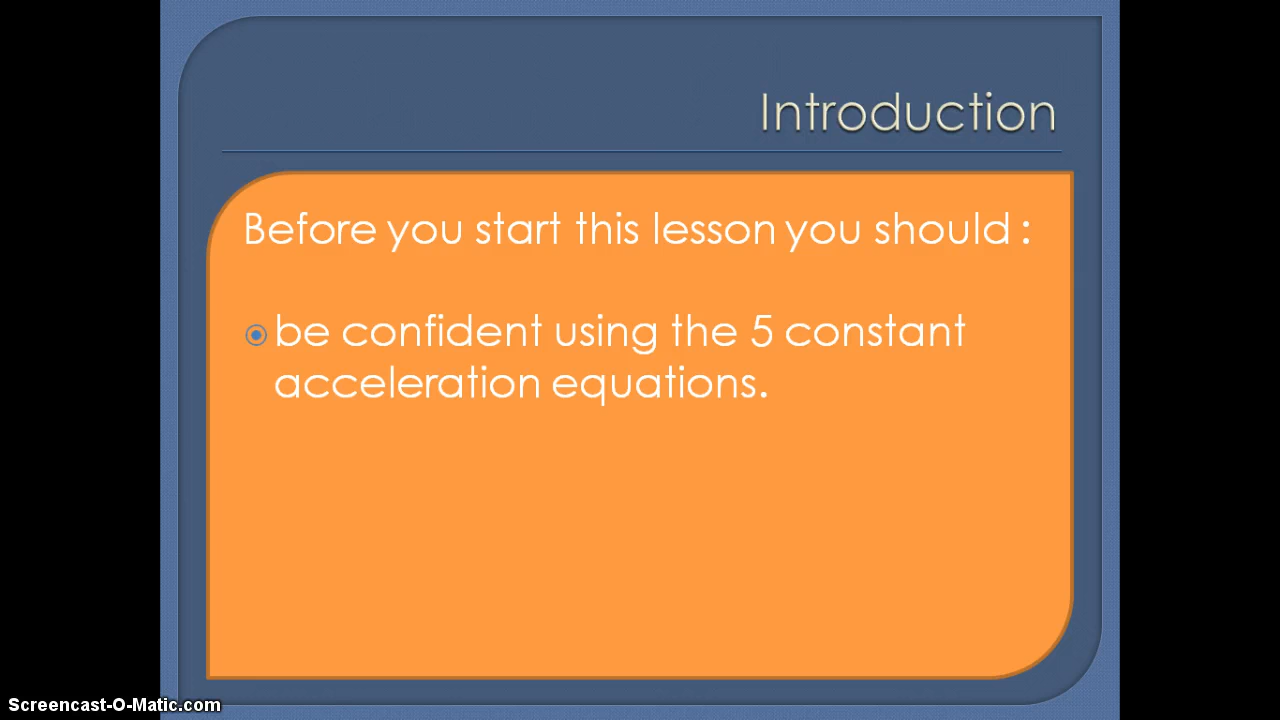 Introduction
Before you start this lesson you should :
be confident using the 5 constant
acceleration equations.
Screencast-O-Matic.com